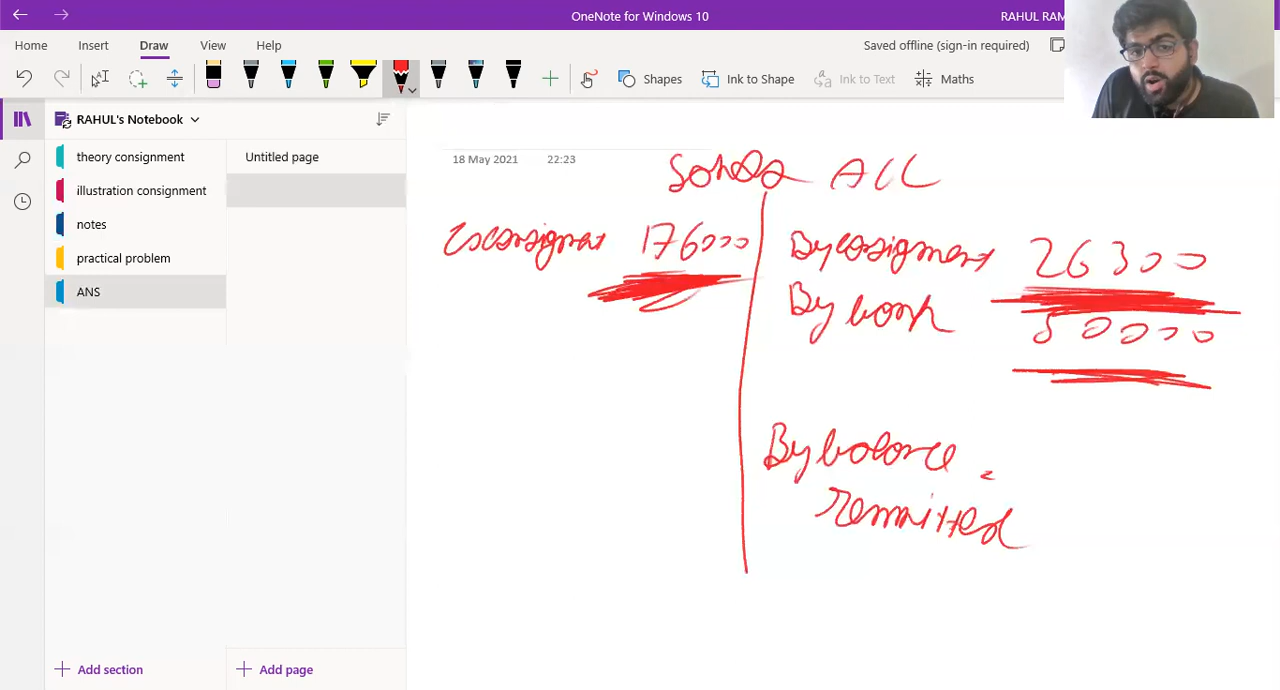 OneNote for Windows 10
RAHUL RAM
Home Insert Draw View Help
Saved offline (sign-in required)
Shapes Ink to Shape Ink to Text Maths
RAHUL's Notebook
theory consignment
illustration consignment
notes
practical problem
ANS
Untitled page
18 May 2021 22:23
A/C
176000
By consignment 26300
By bank 50000
By balance
remitted
Add section
Add page